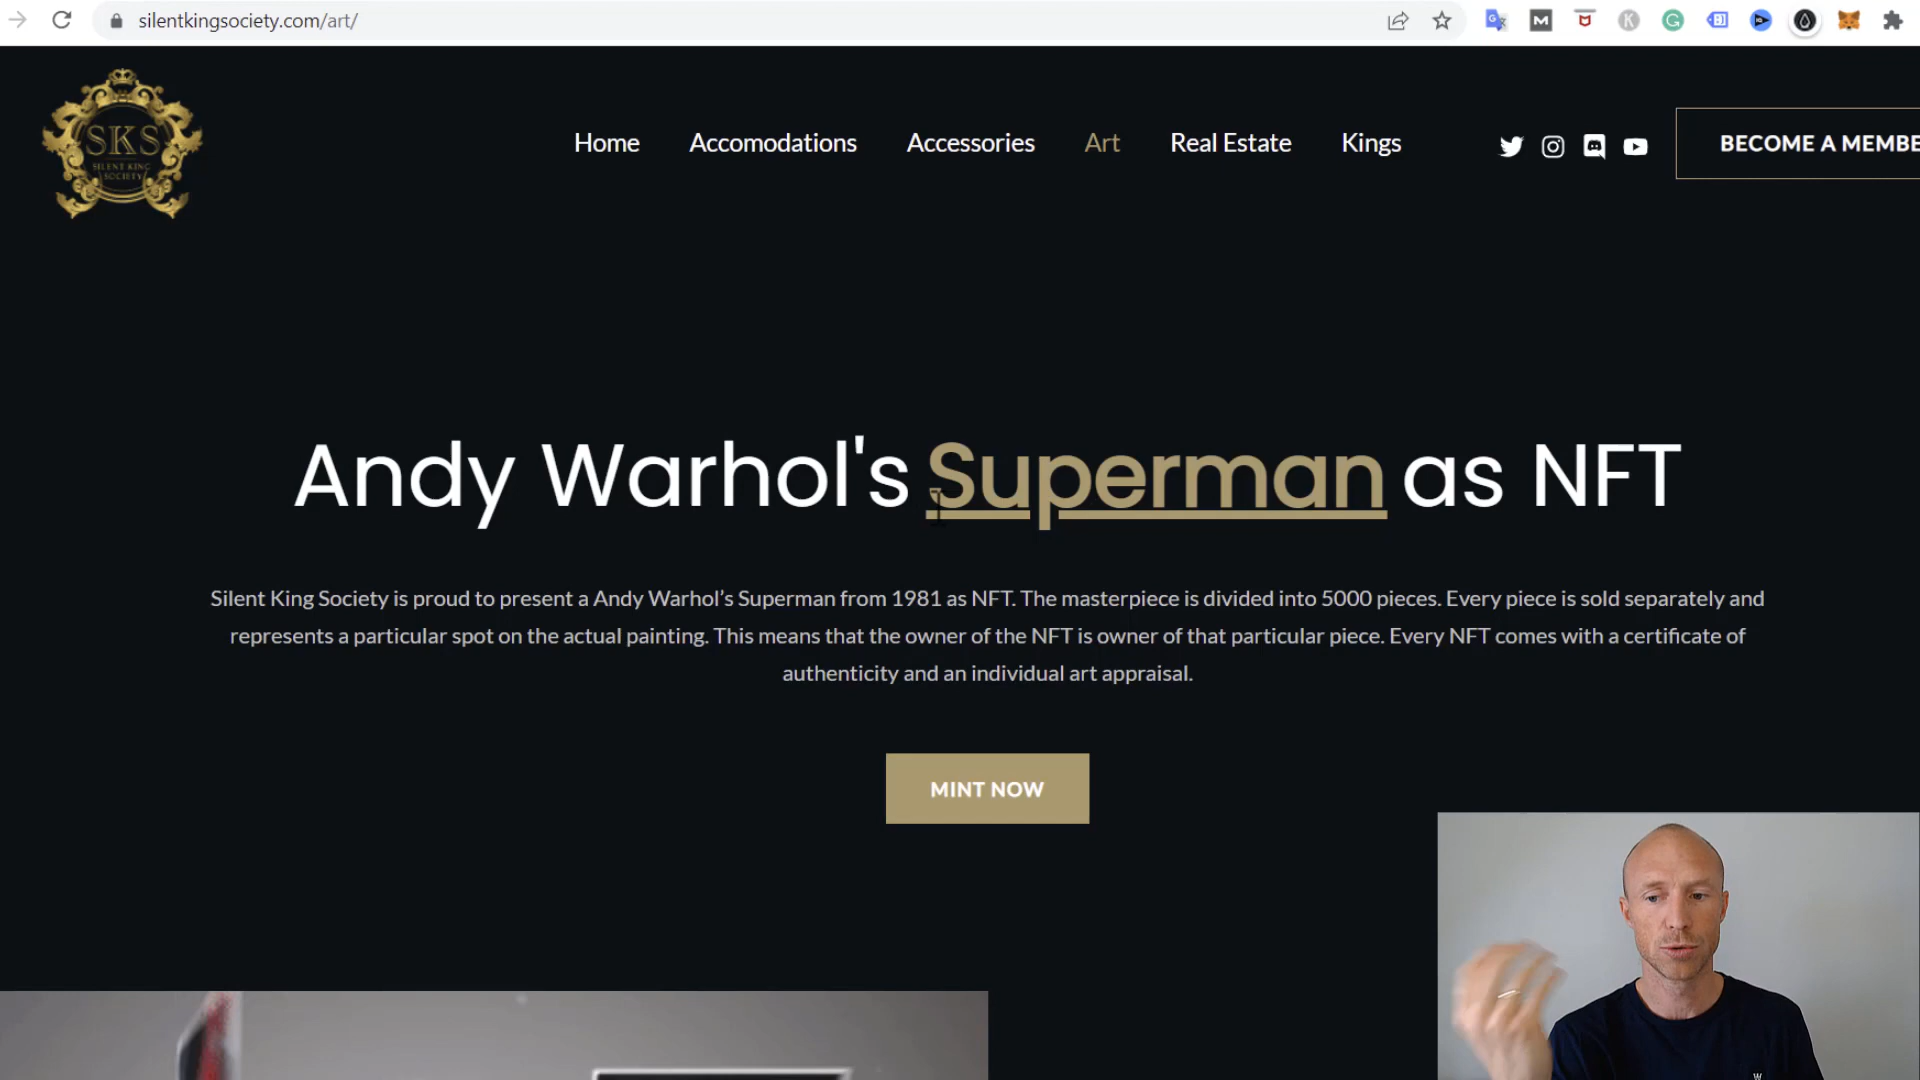 silentkingsociety.com/art/
SKS
SILENT KING
SOCIETY
Home Accomodations Accessories Art Real Estate Kings
BECOME A MEMBE
Andy Warhol's Superman as NFT
Silent King Society is proud to present a Andy Warhol’s Superman from 1981 as NFT. The masterpiece is divided into 5000 pieces. Every piece is sold separately and
represents a particular spot on the actual painting. This means that the owner of the NFT is owner of that particular piece. Every NFT comes with a certificate of
authenticity and an individual art appraisal.
MINT NOW